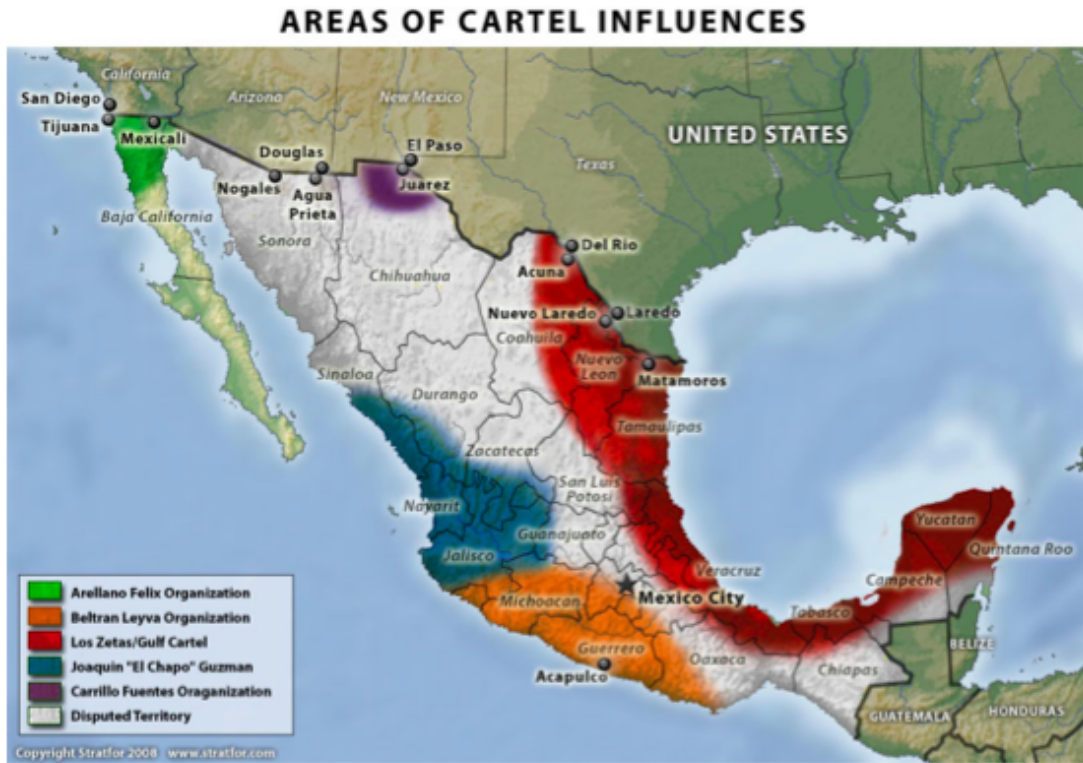 AREAS OF CARTEL INFLUENCES
California
San Diego
Arizona
New Mexico
Tijuana
Mexicali
UNITED STATES
Douglas
El Paso
Texas
Nogales
Agua
Prieta
Juárez
Baja California
Sonora
Chihuahua
Del Rio
Acuna
Nuevo Laredo
Laredo
Coahuila
Nuevo
Leon
Matamoros
Sinaloa
Durango
Tamaulipas
Zacatecas
San Luis
Potosi
Nayarit
Guanajuato
Yucatan
Jalisco
Quintana Roo
Veracruz
Campeche
Michoacan
Mexico City
Tabasco
Guerrero
Oaxaca
Chiapas
BELIZE
Acapulco
GUATEMALA
HONDURAS
Arellano Felix Organization
Beltran Leyva Organization
Los Zetas/Gulf Cartel
Joaquin "El Chapo" Guzman
Carrillo Fuentes Oraganization
Disputed Territory
Copyright Stratfor 2008 www.stratfor.com